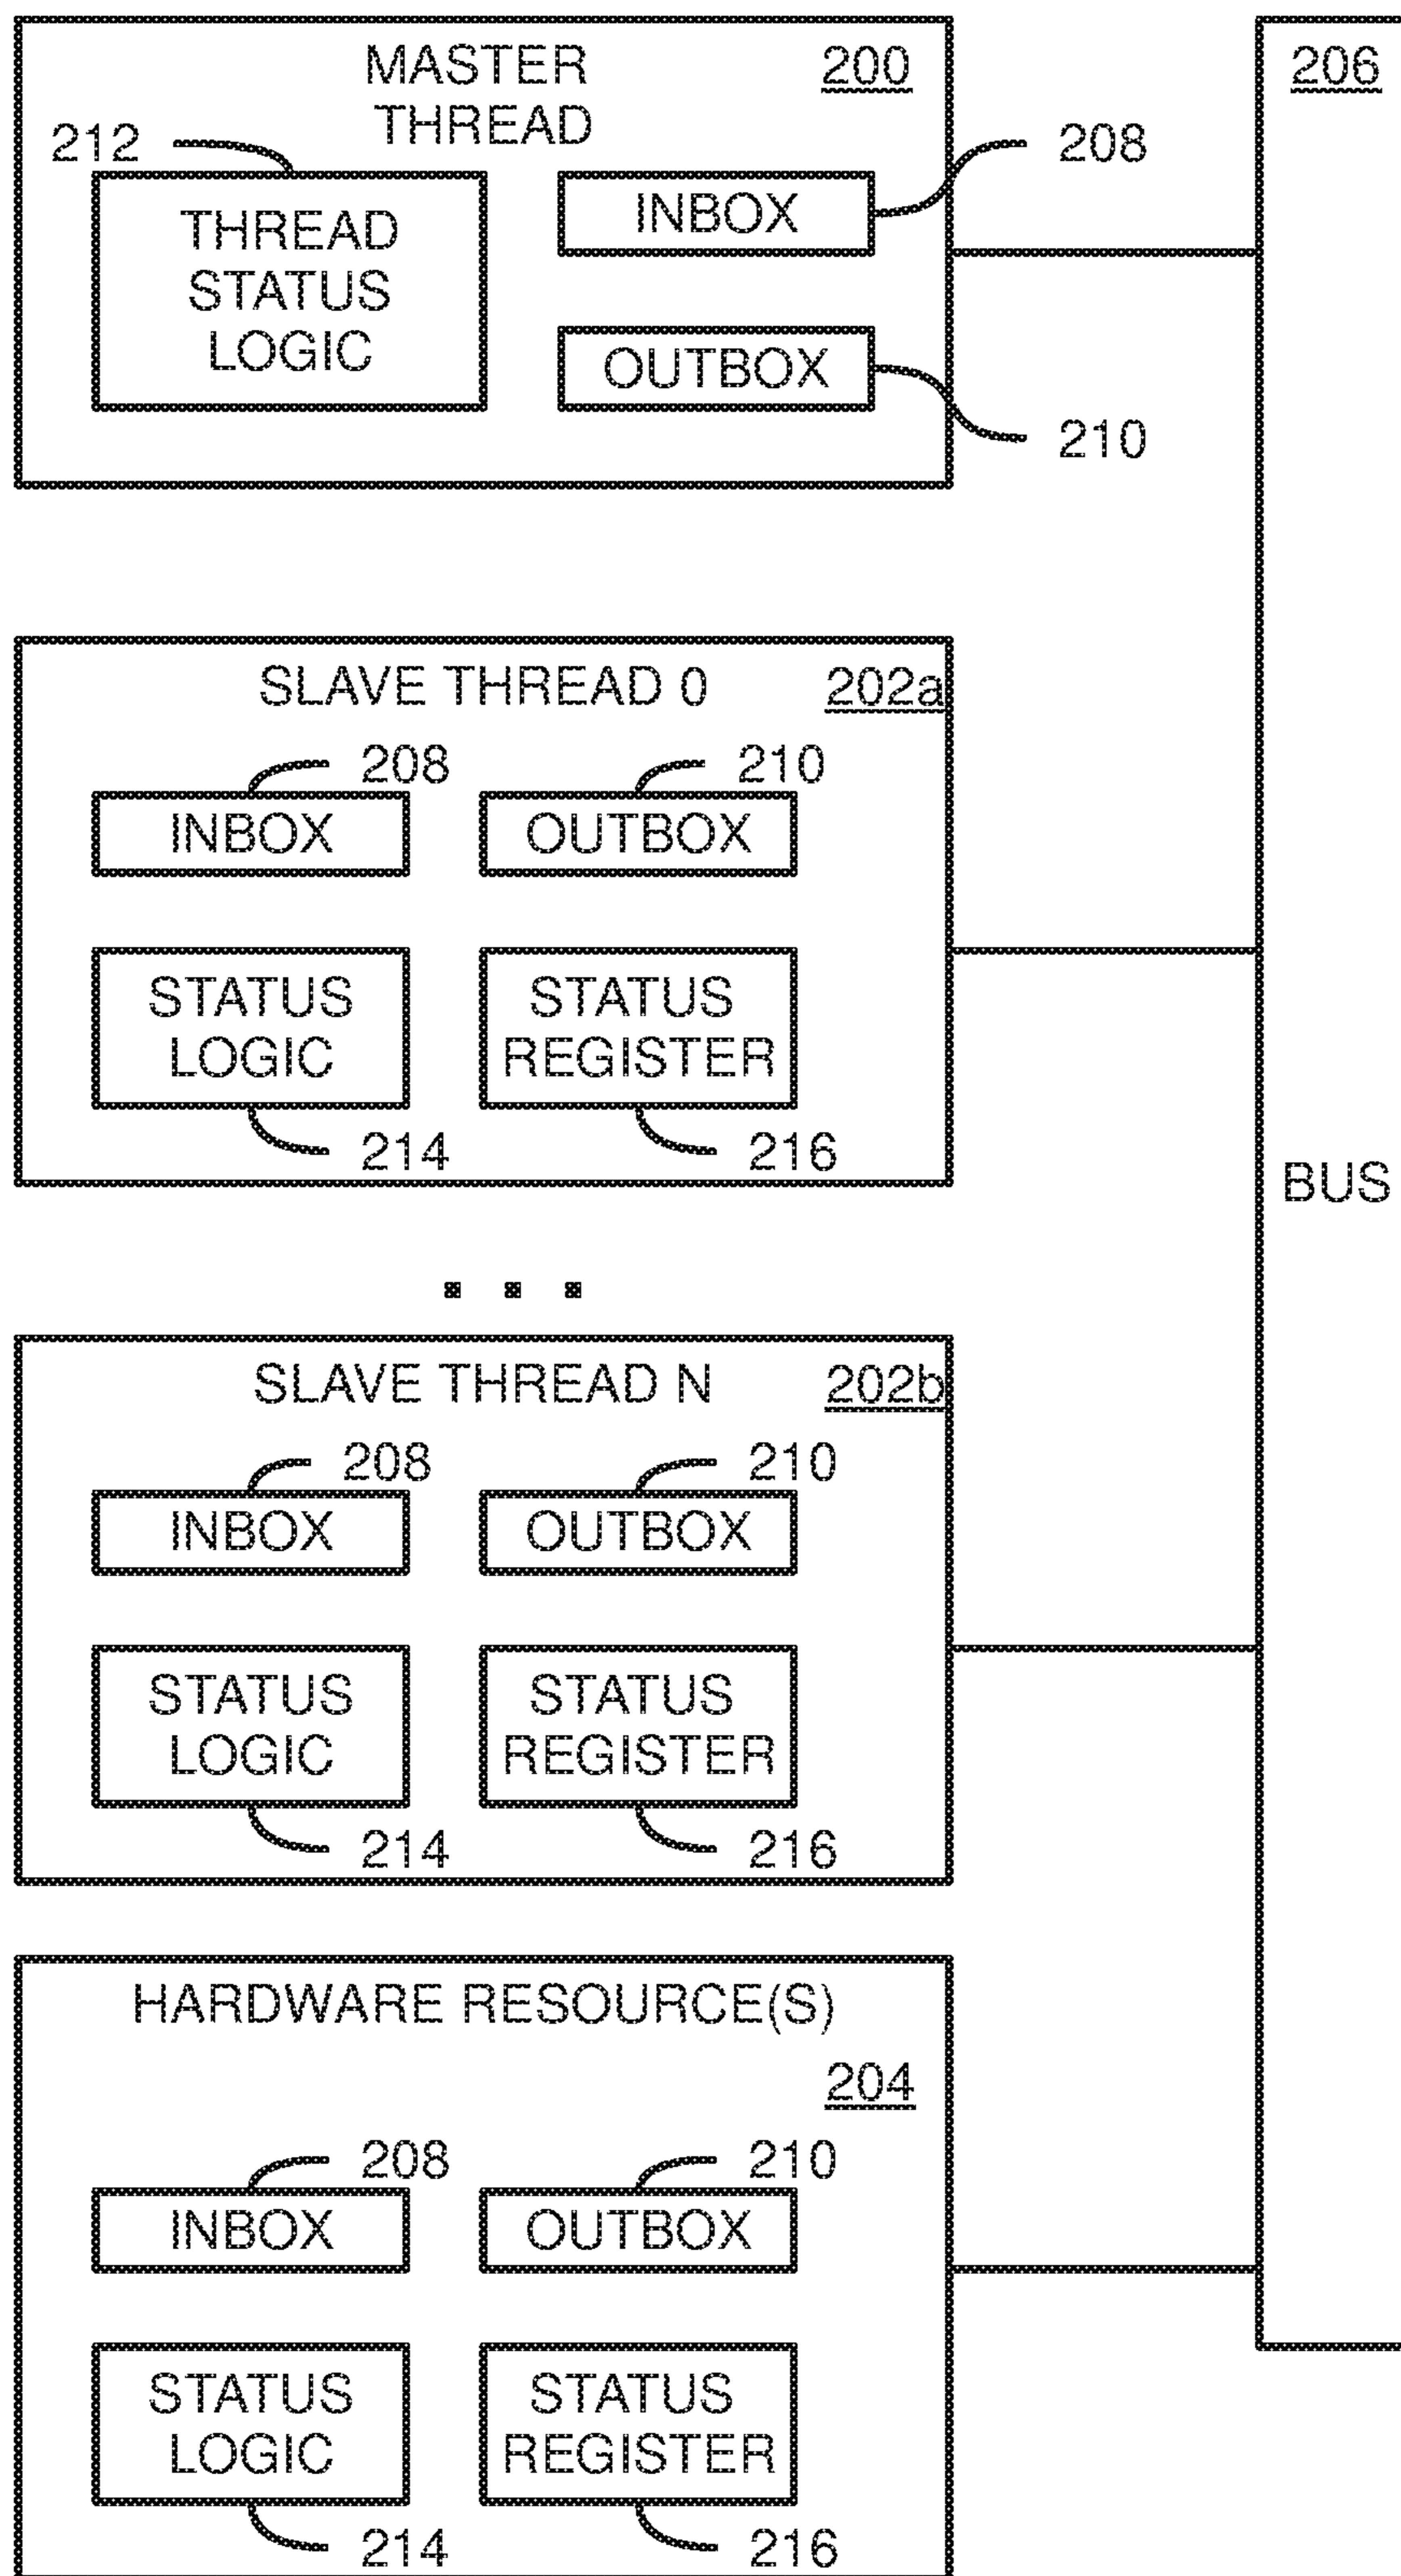 MASTER
THREAD
200
206
212
208
THREAD
STATUS
LOGIC
INBOX
OUTBOX
210
SLAVE THREAD 0
202a
208
210
INBOX
OUTBOX
STATUS
LOGIC
STATUS
REGISTER
214
216
BUS
. . .
SLAVE THREAD N
202b
208
210
INBOX
OUTBOX
STATUS
LOGIC
STATUS
REGISTER
214
216
HARDWARE RESOURCE(S)
204
208
210
INBOX
OUTBOX
STATUS
LOGIC
STATUS
REGISTER
214
216